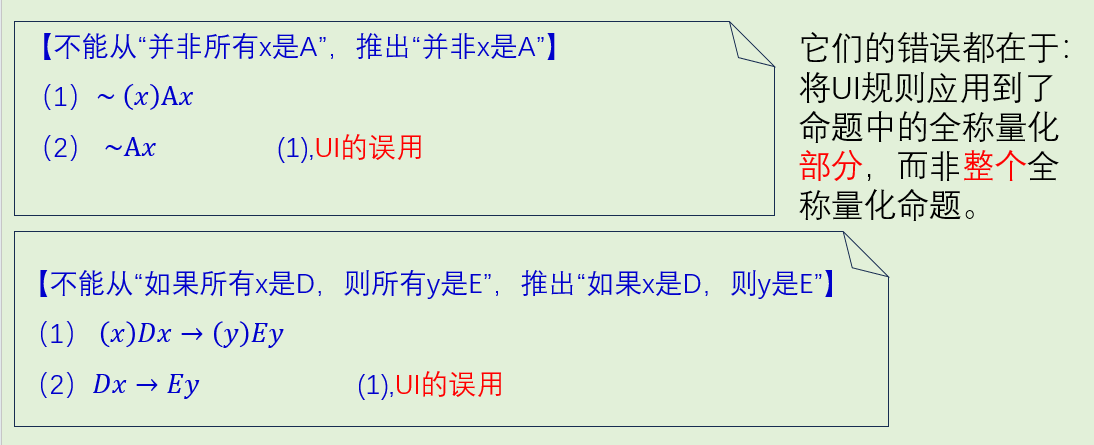 【不能从“并非所有x是A”，推出“并非x是A”】
（1）~ (x)Ax
（2） ~Ax (1),UI的误用
它们的错误都在于：
将UI规则应用到了
命题中的全称量化
部分，而非整个全
称量化命题。
【不能从“如果所有x是D，则所有y是E”，推出“如果x是D，则y是E”】
（1） (x)Dx → (y)Ey
（2）Dx → Ey (1),UI的误用